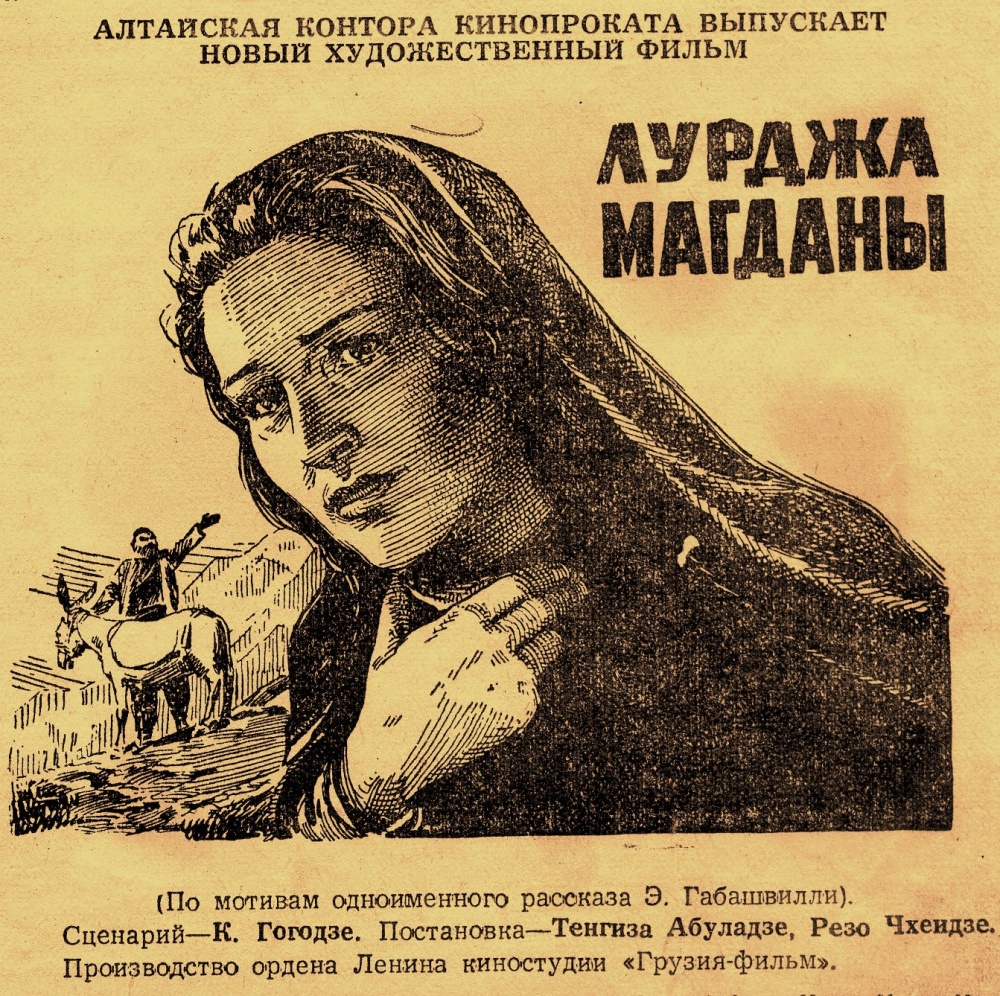 АЛТАЙСКАЯ КОНТОРА КИНОПРОКАТА ВЫПУСКАЕТ
НОВЫЙ ХУДОЖЕСТВЕННЫЙ ФИЛЬМ
ЛУРДЖА
МАГДАНЫ
(По мотивам одноименного рассказа Э. Габашвилли).
Сценарий—К. Гогодзе. Постановка—Тенгиза Абуладзе, Резо Чхеидзе.
Производство ордена Ленина киностудии «Грузия-фильм».